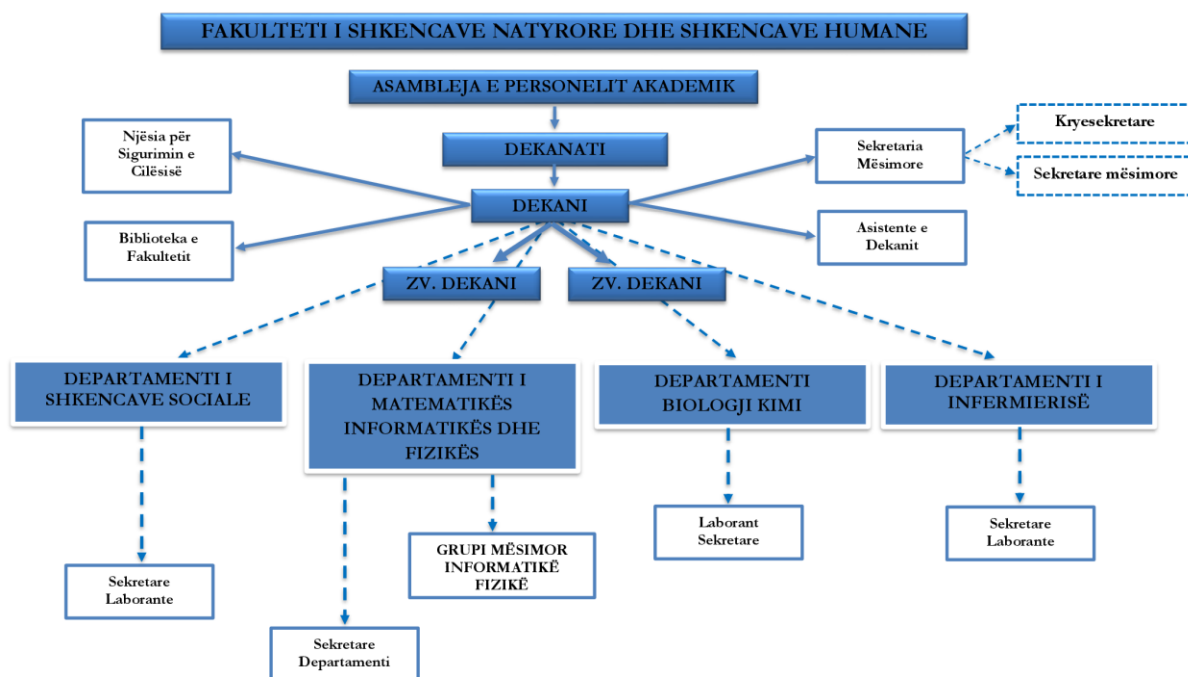 FAKULTETI I SHKENCAVE NATYRORE DHE SHKENCAVE HUMANE
ASAMBLEJA E PERSONELIT AKADEMIK
Njësia për
Sigurimin e
Cilësisë
DEKANATI
Sekretaria
Mësimore
Kryesekretare
Sekretare mësimore
DEKANI
Biblioteka e
Fakultetit
Asistente e
Dekanit
ZV. DEKANI
ZV. DEKANI
DEPARTAMENTI I
SHKENCAVE SOCIALE
DEPARTAMENTI I
MATEMATIKËS
INFORMATIKËS DHE
FIZIKËS
DEPARTAMENTI
BIOLOGJI KIMI
DEPARTAMENTI I
INFERMIERISË
Sekretare
Laborante
GRUPI MËSIMOR
INFORMATIKË
FIZIKË
Laborant
Sekretare
Sekretare
Laborante
Sekretare
Departamenti